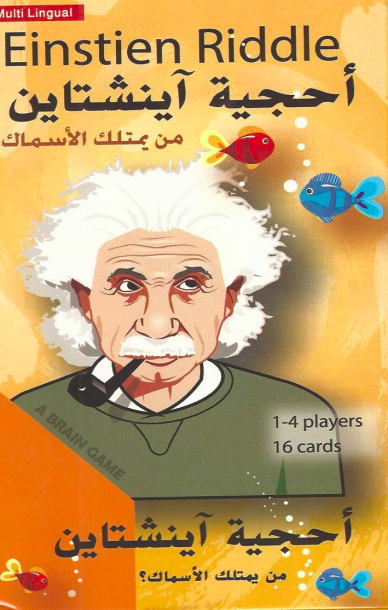 Multi Lingual
Einstien Riddle
أحجية آينشتاين
من يمتلك الأسماك
1-4 players
16 cards
A BRAIN GAME
أحجية آينشتاين
من يمتلك الأسماك؟